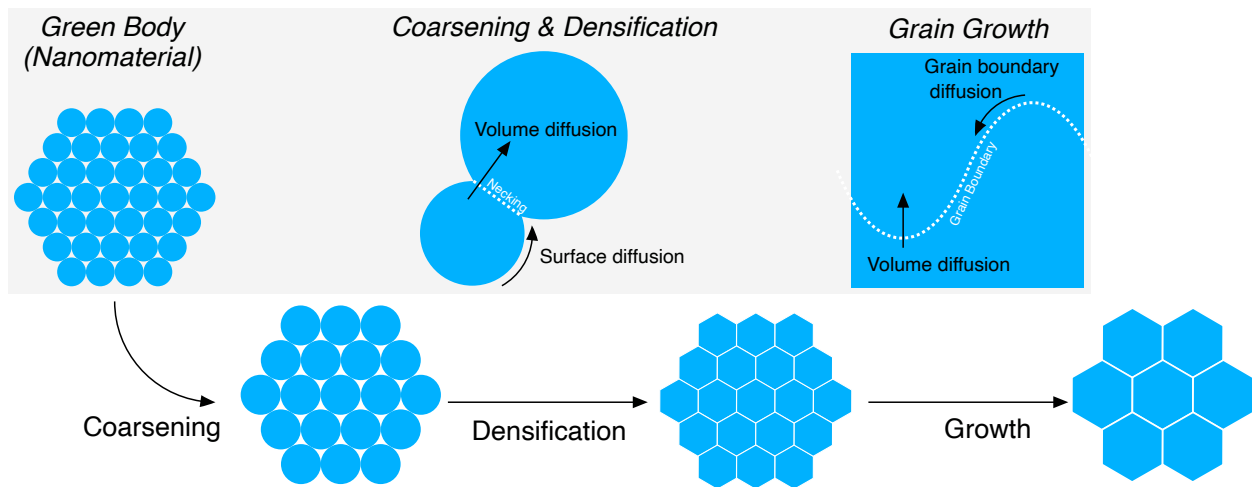 Green Body
(Nanomaterial)
Coarsening & Densification
Volume diffusion
Necking
Surface diffusion
Grain Growth
Grain boundary
diffusion
Grain Boundary
Volume diffusion
Coarsening
Densification
Growth